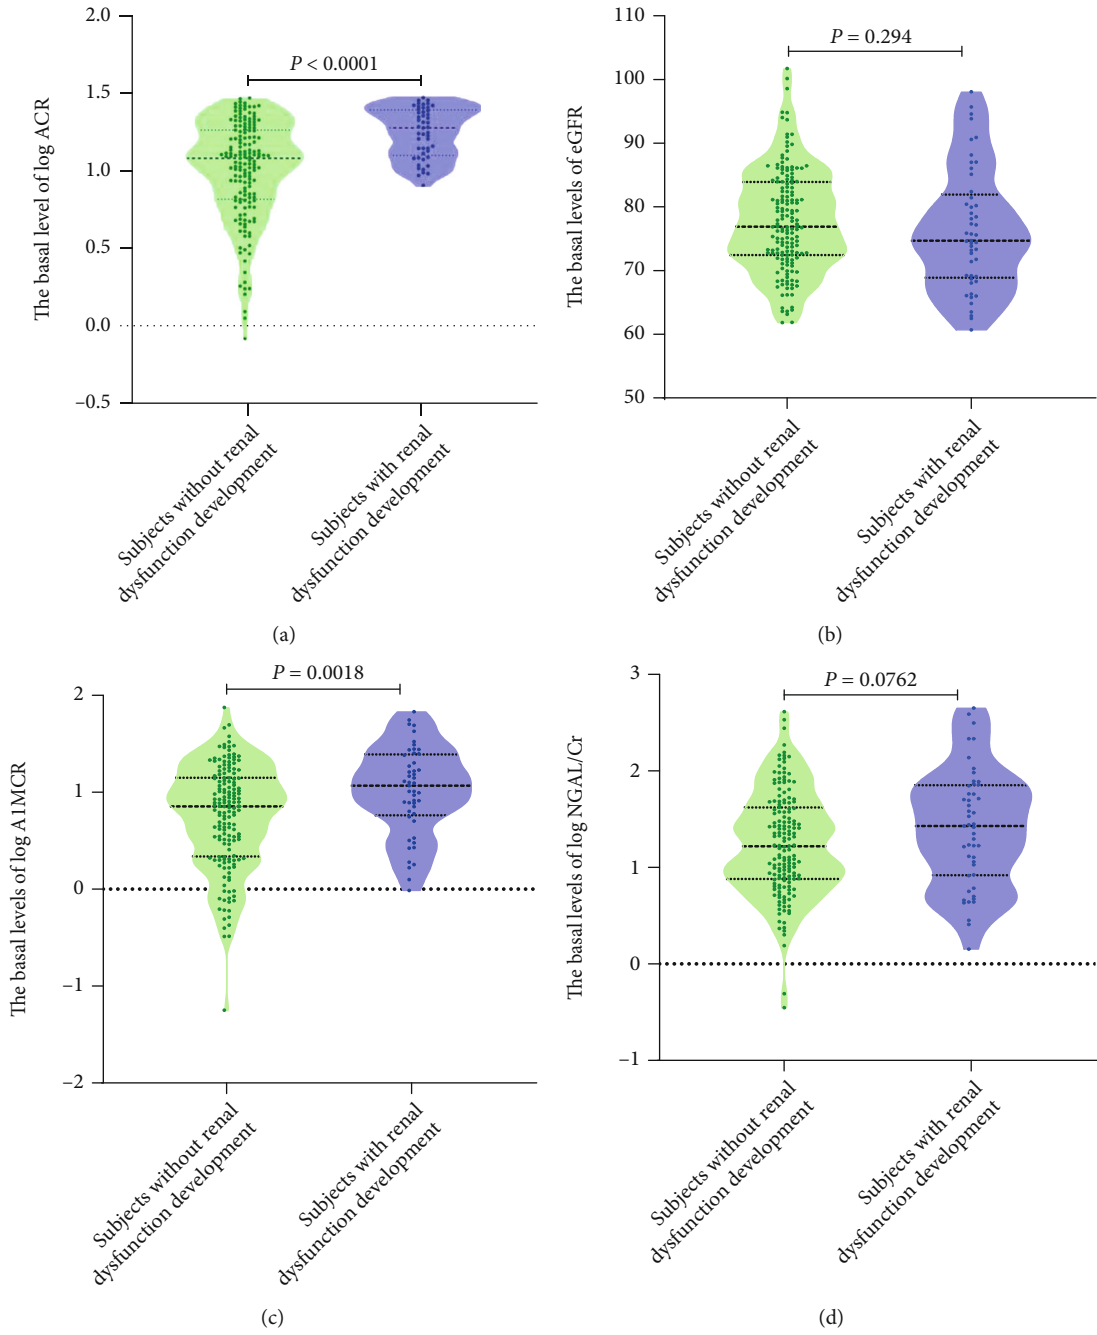 2.0
1.5
1.0
0.5
0.0
−0.5
The basal level of log ACR
P < 0.0001
Subjects without renal
dysfunction development
Subjects with renal
dysfunction development
(a)
110
100
90
80
70
60
50
The basal levels of eGFR
P = 0.294
Subjects without renal
dysfunction development
Subjects with renal
dysfunction development
(b)
2
1
0
−1
−2
The basal levels of log A1MCR
P = 0.0018
Subjects without renal
dysfunction development
Subjects with renal
dysfunction development
(c)
3
2
1
0
−1
The basal levels of log NGAL/Cr
P = 0.0762
Subjects without renal
dysfunction development
Subjects with renal
dysfunction development
(d)